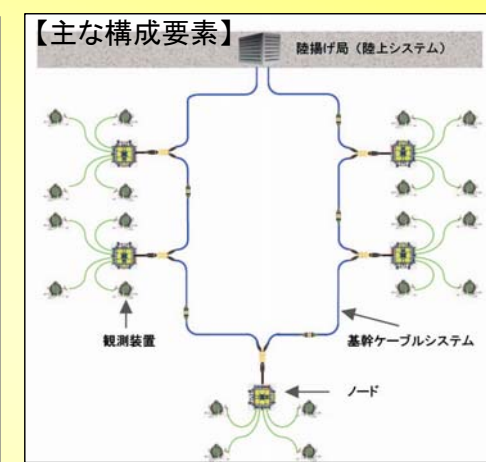 【主な構成要素】
陸揚げ局（陸上システム）
観測装置
基幹ケーブルシステム
ノード